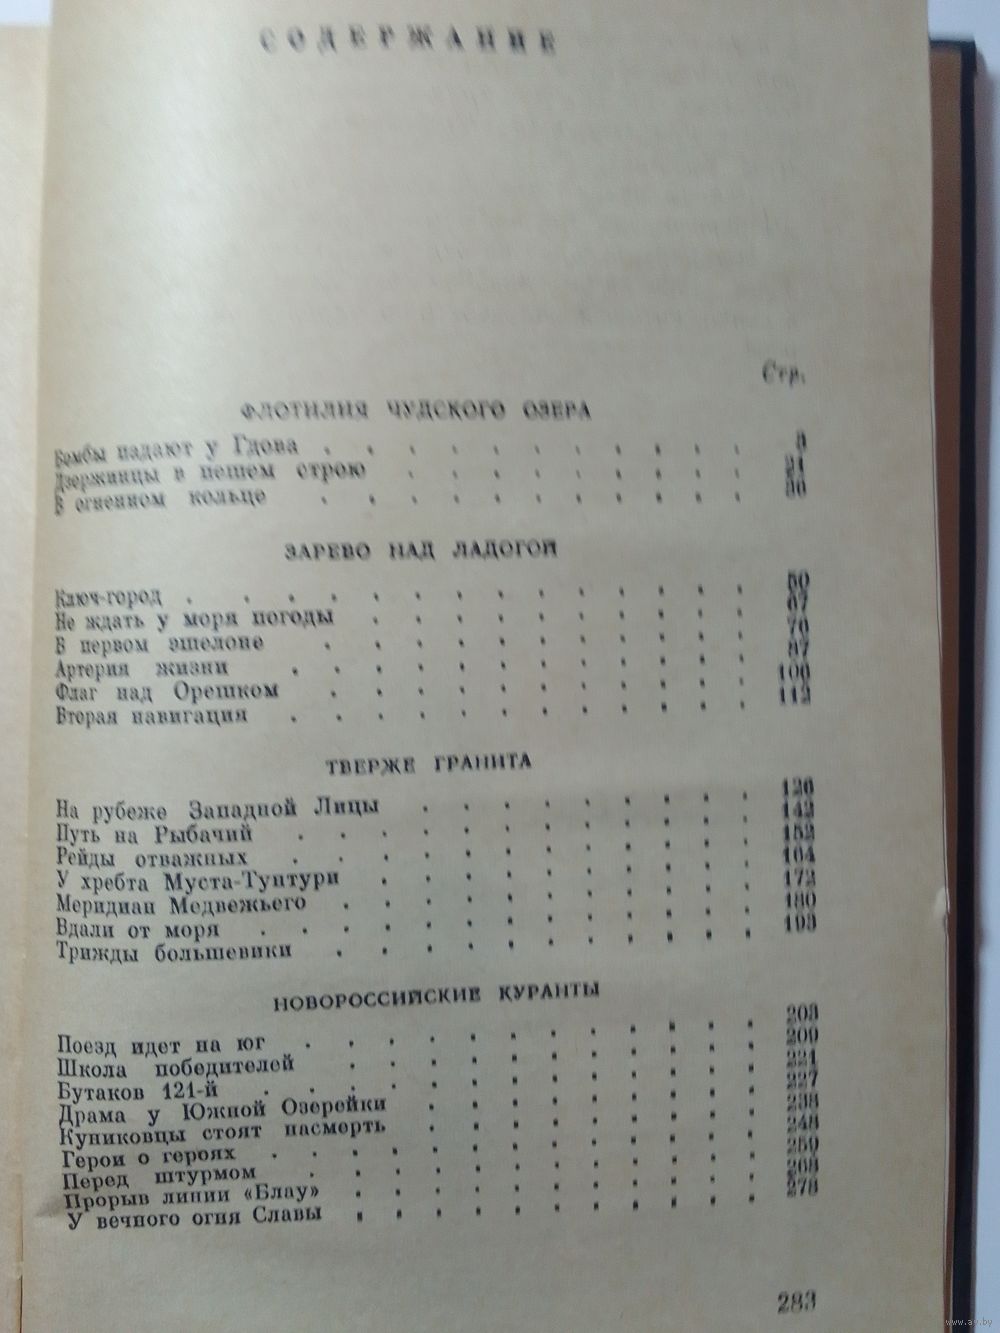 СОДЕРЖАНИЕ
Стр.
ФЛОТИЛИЯ ЧУДСКОГО ОЗЕРА
Бомбы падают у Гдова . . . . . . . . . . . 3
Дзержинцы в пешем строю . . . . . . . . . 21
В огненном кольце . . . . . . . . . . . 36
ЗАРЕВО НАД ЛАДОГОЙ
Ключ-город . . . . . . . . . . . . . . 50
Не ждать у моря погоды . . . . . . . . . . 67
В первом эшелоне . . . . . . . . . . . 76
Артерия жизни . . . . . . . . . . . . 87
Флаг над Орешком . . . . . . . . . . . 100
Вторая навигация . . . . . . . . . . . . 112
ТВЕРЖЕ ГРАНИТА
На рубеже Западной Лицы . . . . . . . . . 126
Путь на Рыбачий . . . . . . . . . . . . 142
Рейды отважных . . . . . . . . . . . . 152
У хребта Муста-Тунтури . . . . . . . . . . 164
Меридиан Медвежьего . . . . . . . . . . . 172
Вдали от моря . . . . . . . . . . . . . 180
Трижды большевики . . . . . . . . . . . 193
НОВОРОССИЙСКИЕ КУРАНТЫ
Поезд идет на юг . . . . . . . . . . . . 203
Школа победителей . . . . . . . . . . . 209
Бутаков 121-й . . . . . . . . . . . . . 221
Драма у Южной Озерейки . . . . . . . . . 227
Куниковцы стоят насмерть . . . . . . . . . 238
Герои о героях . . . . . . . . . . . . . 248
Перед штурмом . . . . . . . . . . . . 259
Прорыв линии «Блау» . . . . . . . . . . . 268
У вечного огня Славы . . . . . . . . . . . 278
283
www.ay.by